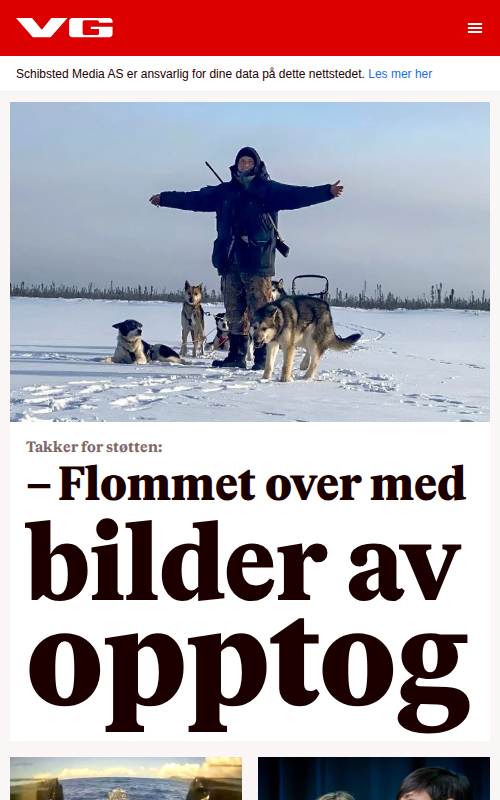 VG
Schibsted Media AS er ansvarlig for dine data på dette nettstedet. Les mer her
Takker for støtten:
– Flommet over med
bilder av
opptog